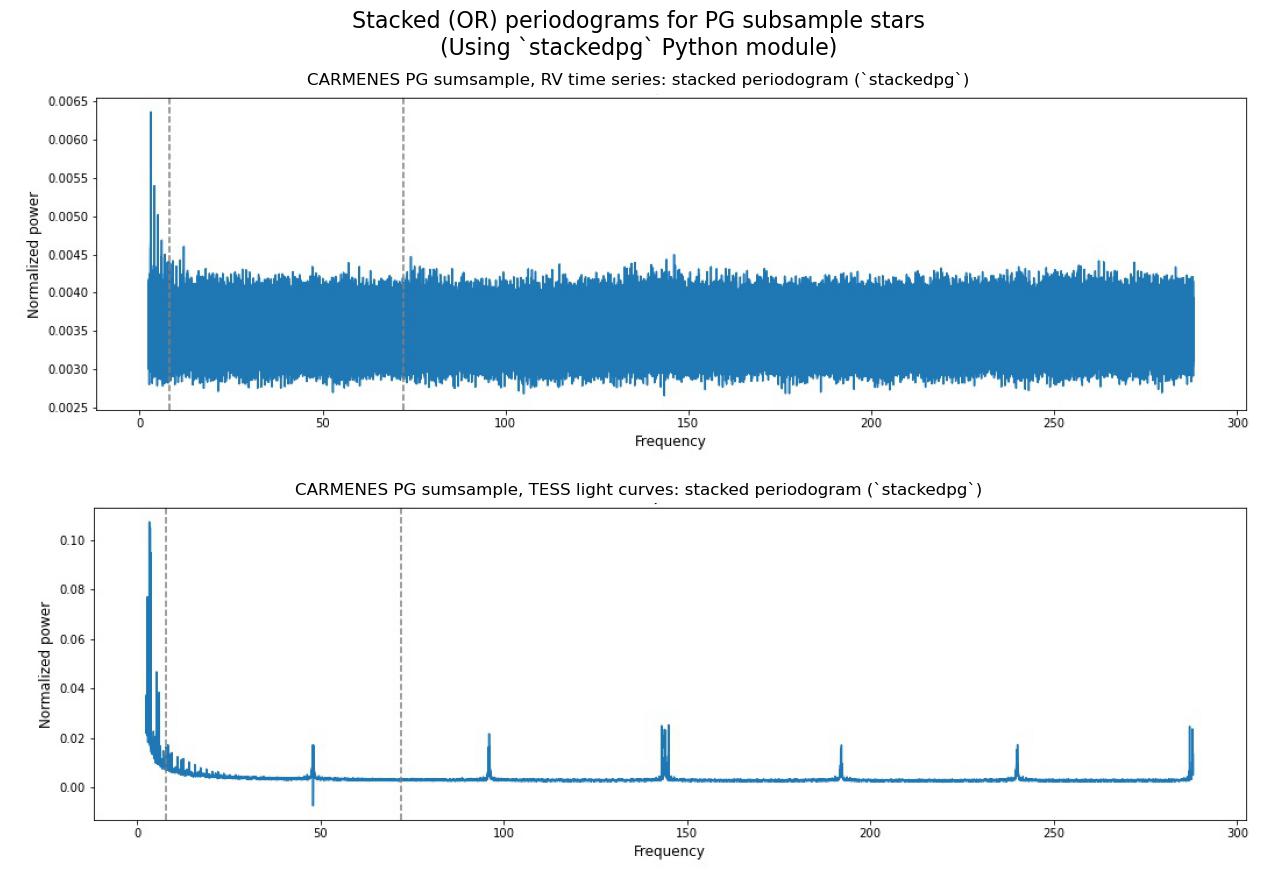 Stacked (OR) periodograms for PG subsample stars
(Using `stackedpg` Python module)
CARMENES PG sumsample, RV time series: stacked periodogram (`stackedpg`)
0.0065
0.0060
0.0055
0.0050
0.0045
0.0040
0.0035
0.0030
0.0025
Normalized power
0 50 100 150 200 250 300
Frequency
CARMENES PG sumsample, TESS light curves: stacked periodogram (`stackedpg`)
0.10
0.08
0.06
0.04
0.02
0.00
Normalized power
0 50 100 150 200 250 300
Frequency